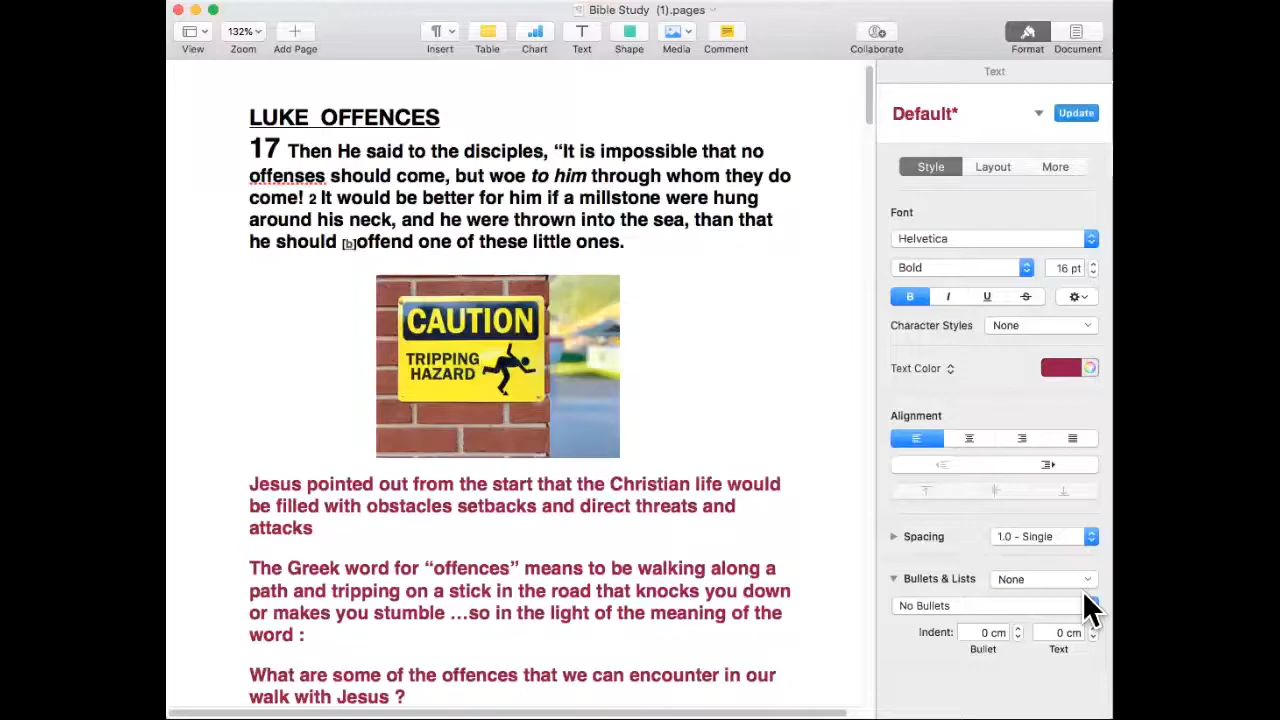 Bible Study (1).pages
View
132%
Zoom
Add Page
Insert
Table
Chart
Text
Shape
Media
Comment
Collaborate
Format
Document
LUKE OFFENCES
17 Then He said to the disciples, “It is impossible that no
offenses should come, but woe to him through whom they do
come! 2 It would be better for him if a millstone were hung
around his neck, and he were thrown into the sea, than that
he should [b]offend one of these little ones.
CAUTION
TRIPPING
HAZARD
Jesus pointed out from the start that the Christian life would
be filled with obstacles setbacks and direct threats and
attacks
The Greek word for “offences” means to be walking along a
path and tripping on a stick in the road that knocks you down
or makes you stumble …so in the light of the meaning of the
word :
What are some of the offences that we can encounter in our
walk with Jesus ?
Text
Default*
Update
Style Layout More
Font
Helvetica
Bold 16 pt
B I U S
Character Styles None
Text Color
Alignment
Spacing 1.0 - Single
Bullets & Lists None
No Bullets
Indent: 0 cm 0 cm
Bullet Text